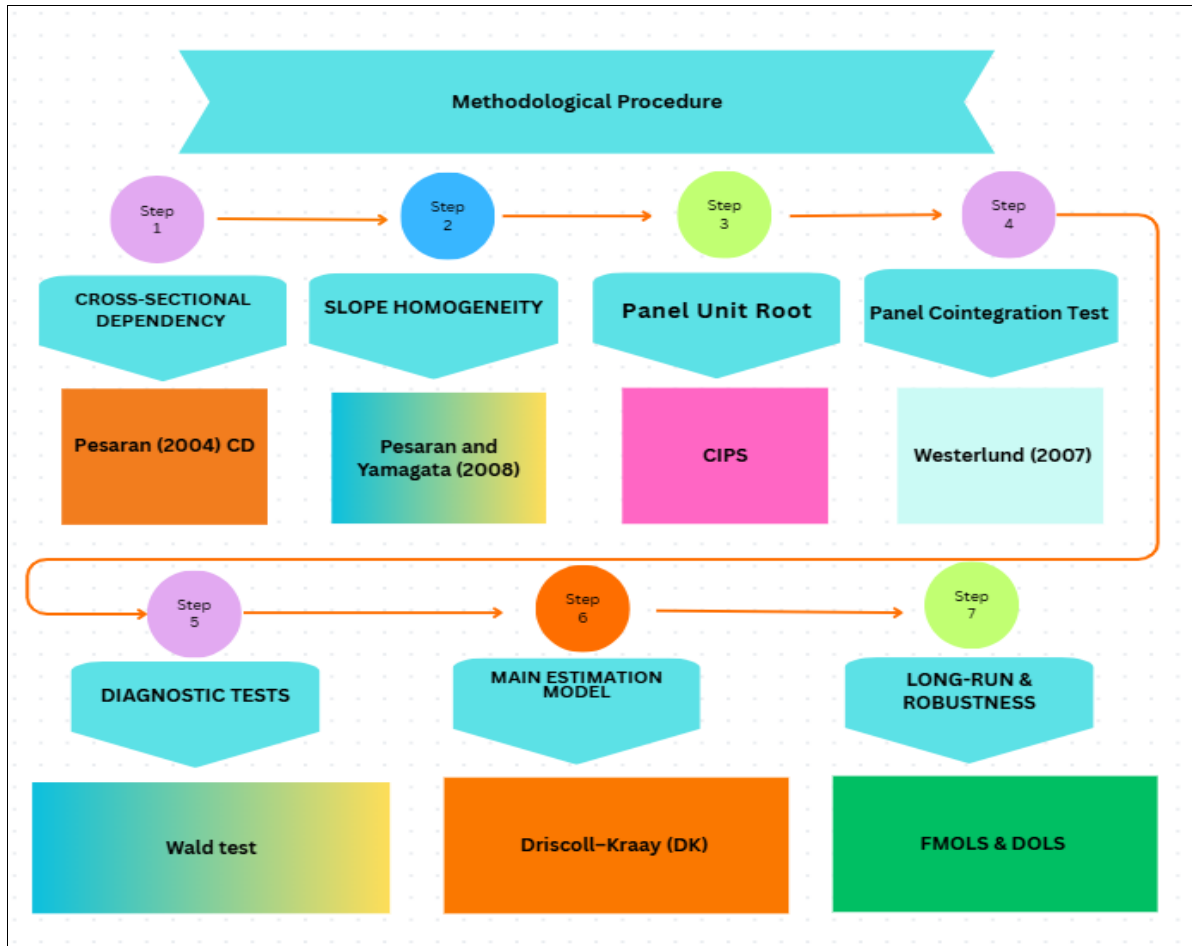 Methodological Procedure
Step
1
Step
2
Step
3
Step
4
CROSS-SECTIONAL
DEPENDENCY
SLOPE HOMOGENEITY
Panel Unit Root
Panel Cointegration Test
Pesaran (2004) CD
Pesaran and
Yamagata (2008)
CIPS
Westerlund (2007)
Step
5
Step
6
Step
7
DIAGNOSTIC TESTS
MAIN ESTIMATION
MODEL
LONG-RUN &
ROBUSTNESS
Wald test
Driscoll–Kraay (DK)
FMOLS & DOLS